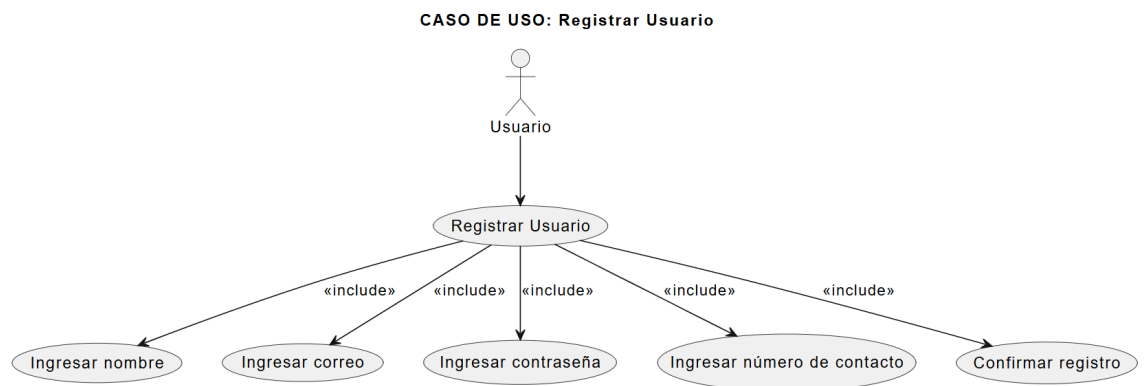 CASO DE USO: Registrar Usuario
Usuario
Registrar Usuario
«include» «include» «include» «include» «include»
Ingresar nombre Ingresar correo Ingresar contraseña Ingresar número de contacto Confirmar registro